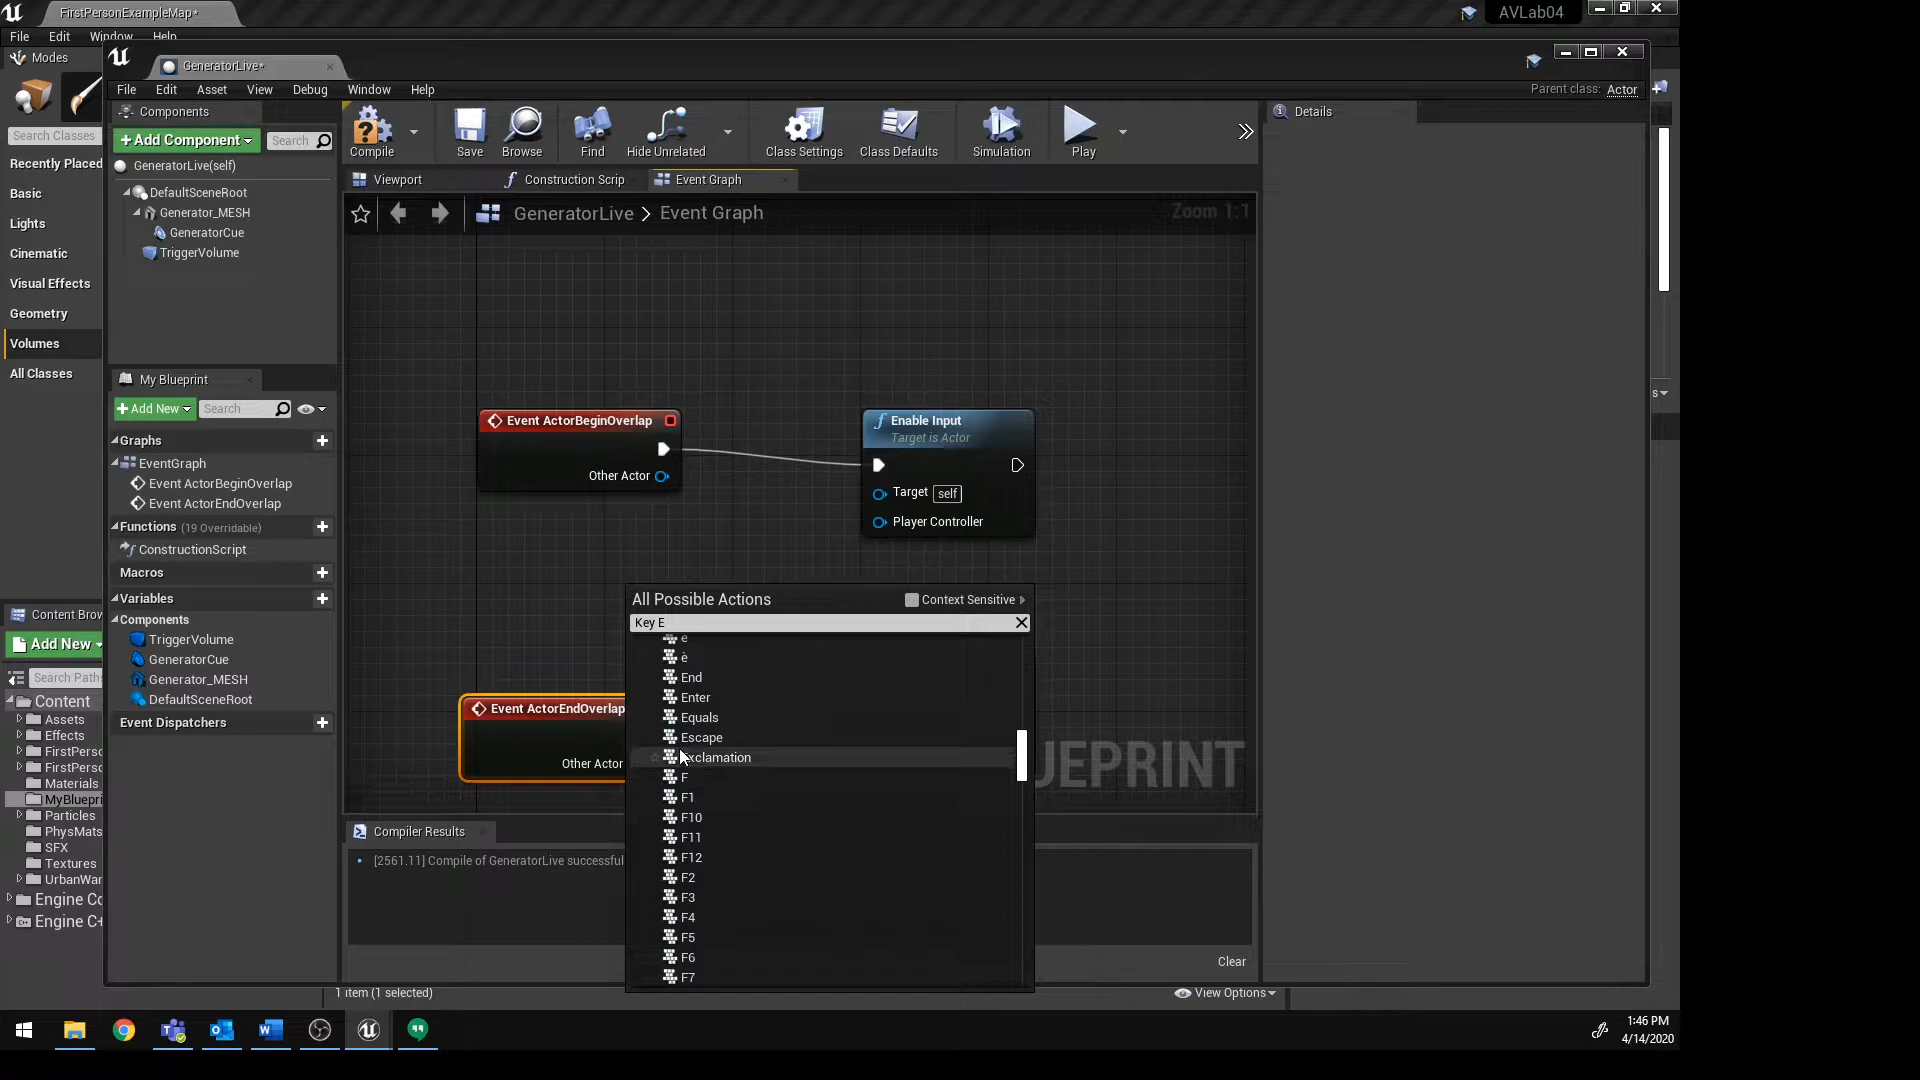 FirstPersonExampleMap*
AVLab04
File Edit Window Help
Modes
GeneratorLive*
File Edit Asset View Debug Window Help
Parent class: Actor
Search Classes
Recently Placed
Basic
Lights
Cinematic
Visual Effects
Geometry
Volumes
All Classes
Components
+Add Component
Search
GeneratorLive(self)
DefaultSceneRoot
Generator_MESH
GeneratorCue
TriggerVolume
Compile
Save
Browse
Find
Hide Unrelated
Class Settings
Class Defaults
Simulation
Play
Details
Viewport
Construction Scrip
Event Graph
GeneratorLive > Event Graph
Zoom 1:1
My Blueprint
+Add New
Search
Graphs
EventGraph
Event ActorBeginOverlap
Event ActorEndOverlap
Functions (19 Overridable)
ConstructionScript
Macros
Variables
Components
TriggerVolume
GeneratorCue
Generator_MESH
DefaultSceneRoot
Event Dispatchers
Event ActorBeginOverlap
Other Actor
Enable Input
Target is Actor
Target self
Player Controller
Event ActorEndOverlap
Other Actor
All Possible Actions
Context Sensitive
Key E
e
è
End
Enter
Equals
Escape
xclamation
F
F1
F10
F11
F12
F2
F3
F4
F5
F6
F7
UEPRINT
Compiler Results
[2561.11] Compile of GeneratorLive successful
Clear
Content Brow
Add New
Search Paths
Content
Assets
Effects
FirstPerso
FirstPerso
Materials
MyBluepri
Particles
PhysMats
SFX
Textures
UrbanWar
Engine Co
Engine C+
1 item (1 selected)
View Options
1:46 PM
4/14/2020